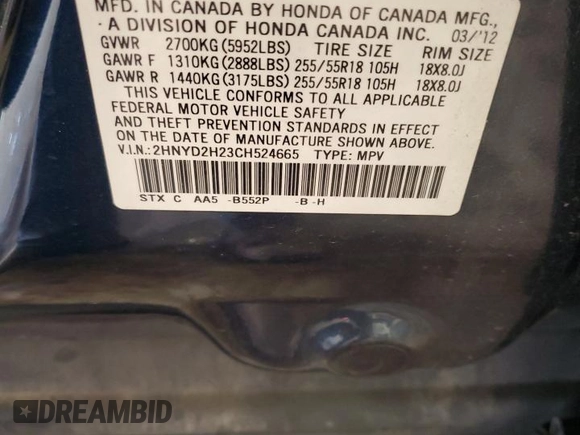 MFD. IN CANADA BY HONDA OF CANADA MFG.,
A DIVISION OF HONDA CANADA INC. 03/'12
GVWR 2700KG(5952LBS) TIRE SIZE RIM SIZE
GAWR F 1310KG(2888LBS) 255/55R18 105H 18X8.0J
GAWR R 1440KG(3175LBS) 255/55R18 105H 18X8.0J
THIS VEHICLE CONFORMS TO ALL APPLICABLE
FEDERAL MOTOR VEHICLE SAFETY
AND THEFT PREVENTION STANDARDS IN EFFECT
ON THE DATE OF MANUFACTURE SHOWN ABOVE.
V.I.N.:2HNYD2H23CH524665 TYPE: MPV
STX C AA5 -B552P -B-H
DREAMBID